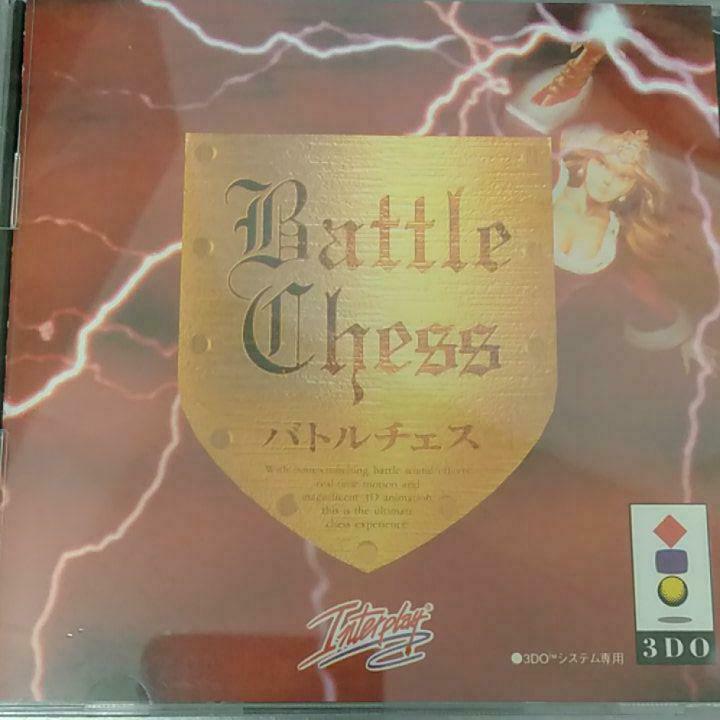 Battle
Chess
バトルチェス
With bone-crunching battle sound effects,
real-time motion and
magnificent 3D animation,
this is the ultimate
chess experience.
Interplay
●3DO™システム専用
3DO